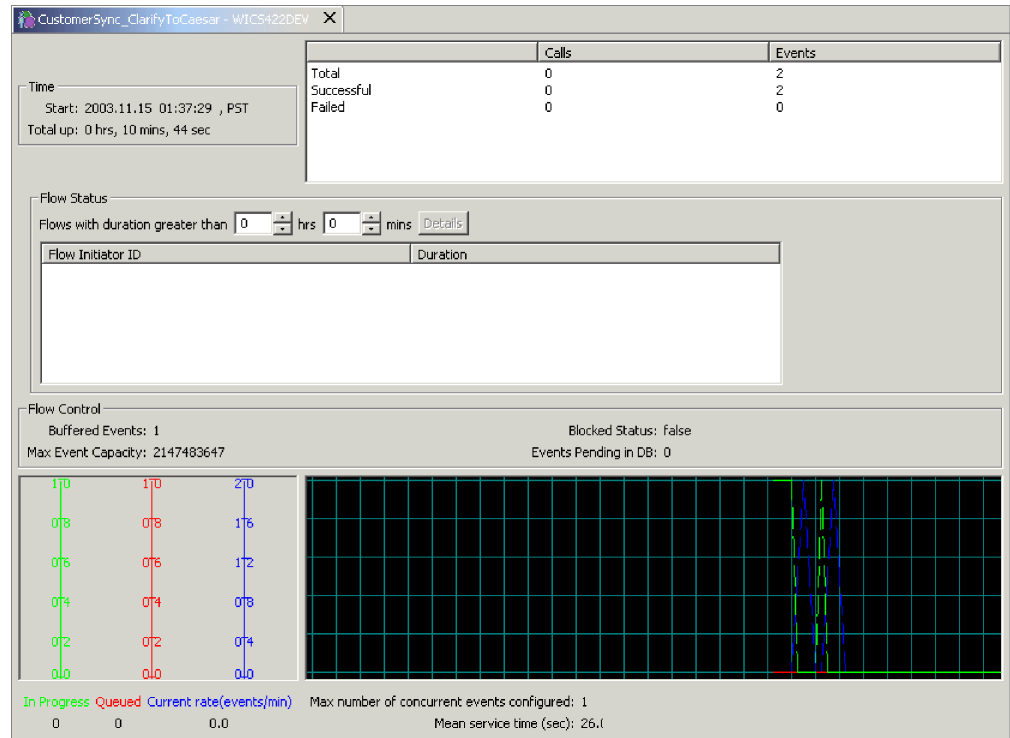 CustomerSync_ClarifyToCaesar - WICS422DEV
Calls Events
Total 0 2
Successful 0 2
Failed 0 0
Time
Start: 2003.11.15 01:37:29 , PST
Total up: 0 hrs, 10 mins, 44 sec
Flow Status
Flows with duration greater than 0 hrs 0 mins Details
Flow Initiator ID Duration
Flow Control
Buffered Events: 1 Blocked Status: false
Max Event Capacity: 2147483647 Events Pending in DB: 0
1.0 1.0 2.0
0.8 0.8 1.6
0.6 0.6 1.2
0.4 0.4 0.8
0.2 0.2 0.4
0.0 0.0 0.0
In Progress Queued Current rate(events/min) Max number of concurrent events configured: 1
0 0 0.0 Mean service time (sec): 26.